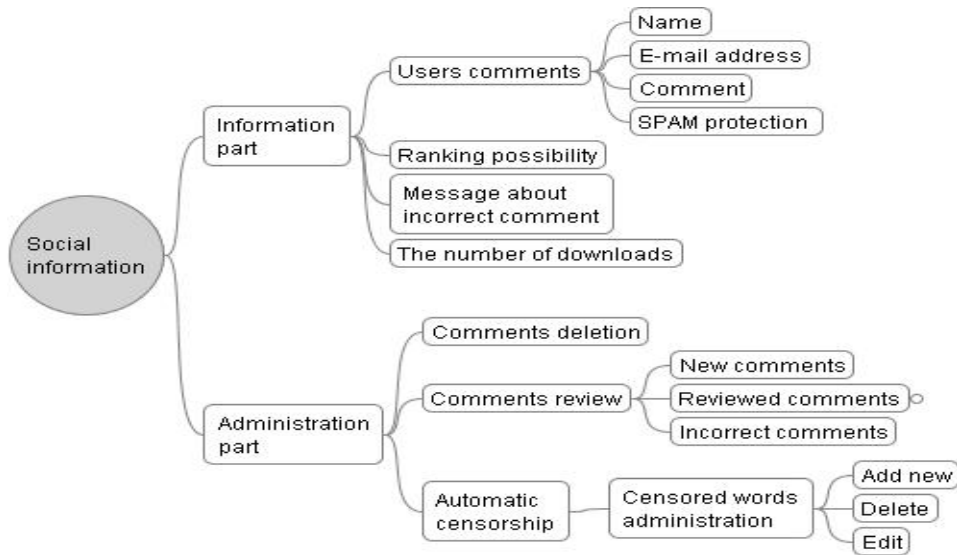 Social
information
Information
part
Users comments
Name
E-mail address
Comment
SPAM protection
Ranking possibility
Message about
incorrect comment
The number of downloads
Administration
part
Comments deletion
Comments review
New comments
Reviewed comments
Incorrect comments
Automatic
censorship
Censored words
administration
Add new
Delete
Edit